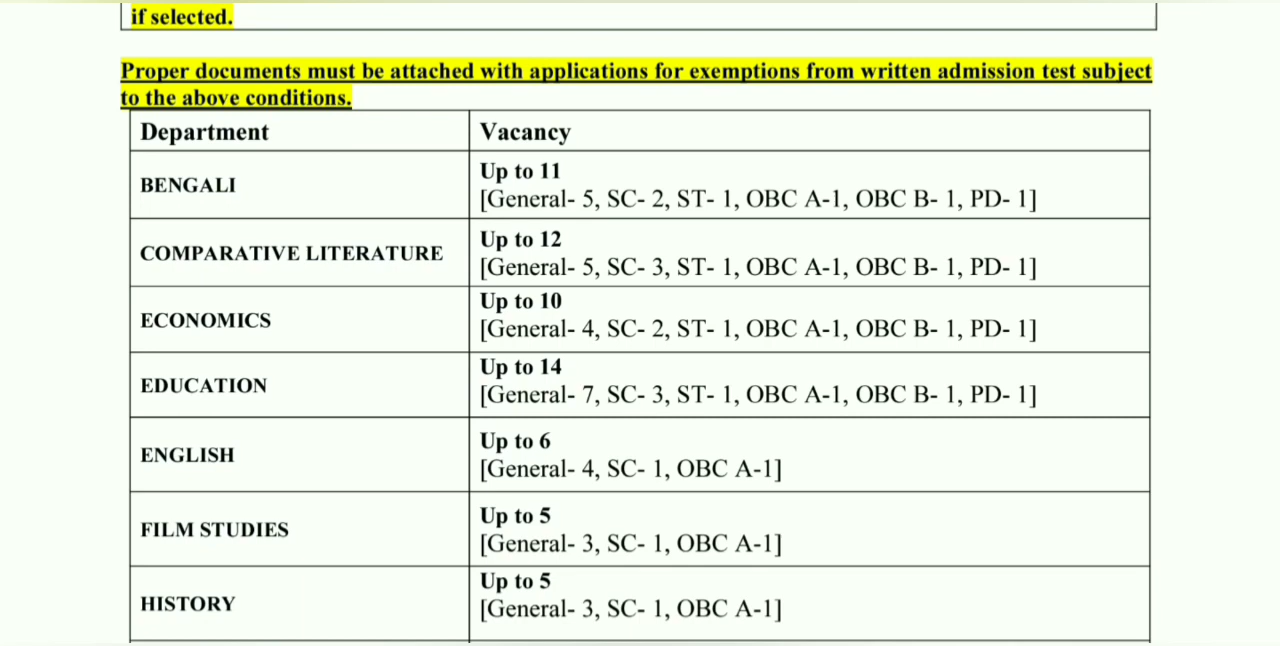 if selected.
Proper documents must be attached with applications for exemptions from written admission test subject
to the above conditions.
Department
Vacancy
BENGALI
Up to 11
[General- 5, SC- 2, ST- 1, OBC A-1, OBC B- 1, PD- 1]
COMPARATIVE LITERATURE
Up to 12
[General- 5, SC- 3, ST- 1, OBC A-1, OBC B- 1, PD- 1]
ECONOMICS
Up to 10
[General- 4, SC- 2, ST- 1, OBC A-1, OBC B- 1, PD- 1]
EDUCATION
Up to 14
[General- 7, SC- 3, ST- 1, OBC A-1, OBC B- 1, PD- 1]
ENGLISH
Up to 6
[General- 4, SC- 1, OBC A-1]
FILM STUDIES
Up to 5
[General- 3, SC- 1, OBC A-1]
HISTORY
Up to 5
[General- 3, SC- 1, OBC A-1]